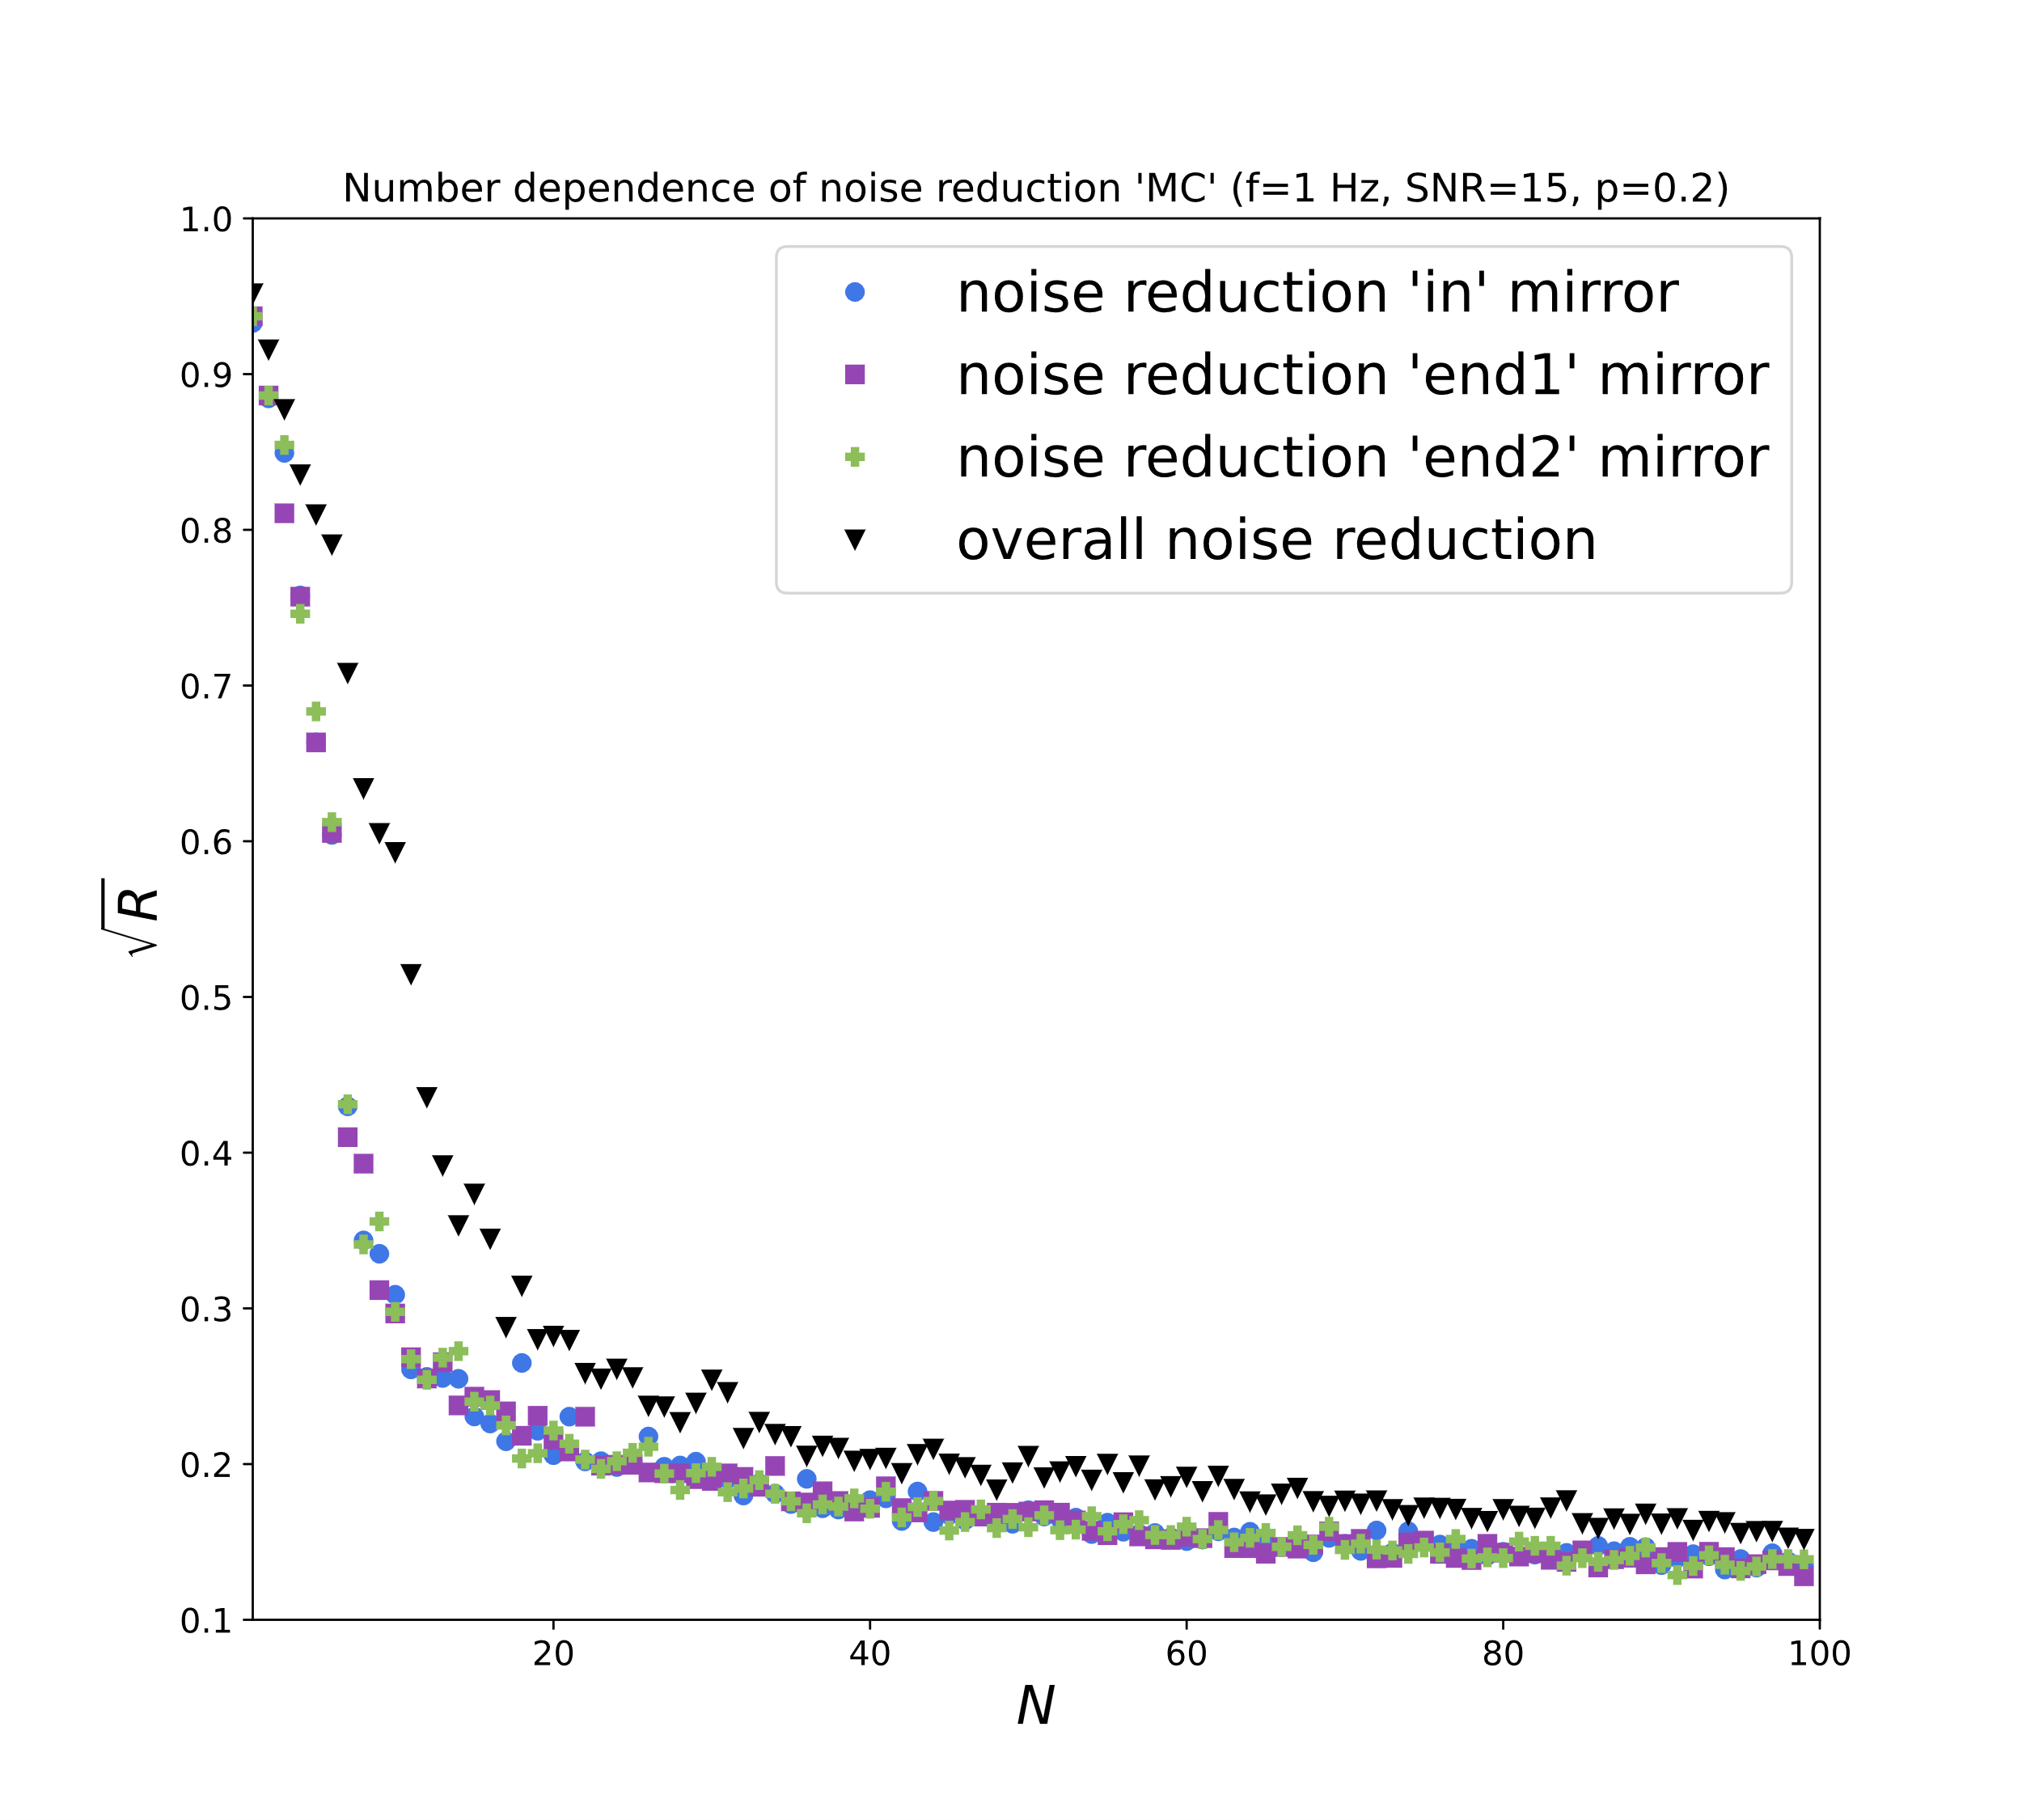 Number dependence of noise reduction 'MC' (f=1 Hz, SNR=15, p=0.2)
1.0
0.9
0.8
0.7
0.6
0.5
0.4
0.3
0.2
0.1
√R
noise reduction 'in' mirror
noise reduction 'end1' mirror
noise reduction 'end2' mirror
overall noise reduction
20 40 60 80 100
N